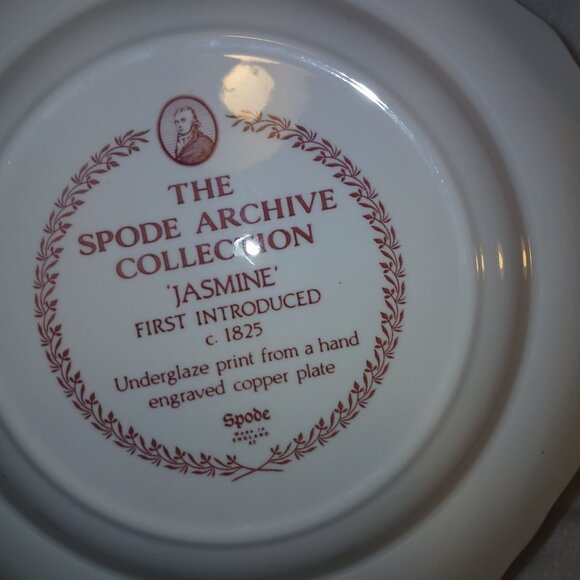 THE
SPODE ARCHIVE
COLLECTION
'JASMINE'
FIRST INTRODUCED
c. 1825
Underglaze print from a hand
engraved copper plate
Spode
Made in
ENGLAND